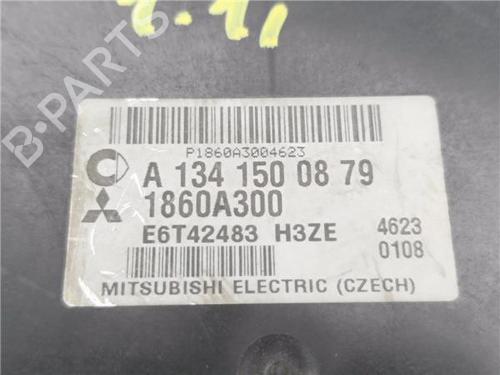 P1860A3004623
A 134 150 08 79
1860A300
E6T42483 H3ZE 4623
0108
MITSUBISHI ELECTRIC (CZECH)
B-PARTS